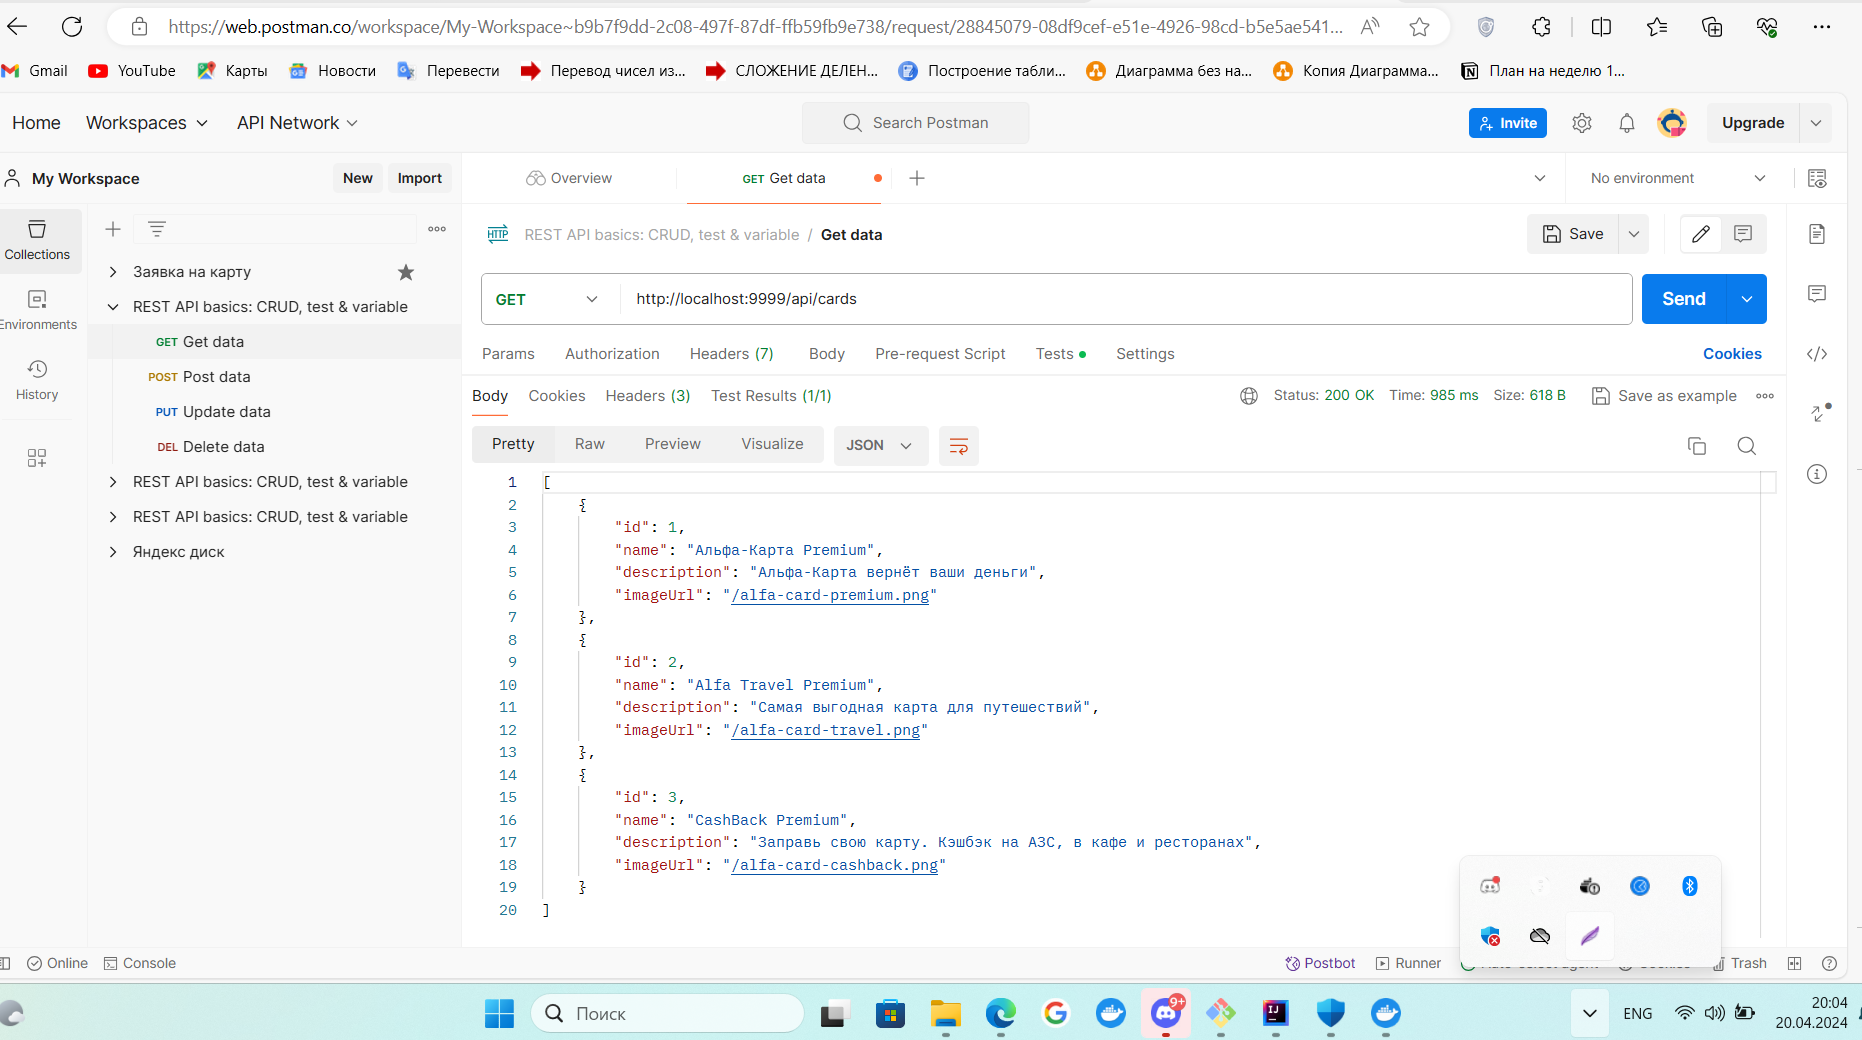 https://web.postman.co/workspace/My-Workspace~b9b7f9dd-2c08-497f-87df-ffb59fb9e738/request/28845079-08df9cef-e51e-4926-98cd-b5e5ae541...
Gmail YouTube Карты Новости Перевести Перевод чисел из... СЛОЖЕНИЕ ДЕЛЕН... Построение табли... Диаграмма без на... Копия Диаграмма... План на неделю 1...
Home Workspaces API Network Search Postman Invite Upgrade
My Workspace New Import Overview GET Get data No environment
Collections
Environments
History
Заявка на карту
REST API basics: CRUD, test & variable
GET Get data
POST Post data
PUT Update data
DEL Delete data
REST API basics: CRUD, test & variable
REST API basics: CRUD, test & variable
Яндекс диск
HTTP REST API basics: CRUD, test & variable / Get data Save
GET http://localhost:9999/api/cards Send
Params Authorization Headers (7) Body Pre-request Script Tests Settings Cookies
Body Cookies Headers (3) Test Results (1/1) Status: 200 OK Time: 985 ms Size: 618 B Save as example
Pretty Raw Preview Visualize JSON
1 [
2 {
3 "id": 1,
4 "name": "Альфа-Карта Premium",
5 "description": "Альфа-Карта вернёт ваши деньги",
6 "imageUrl": "/alfa-card-premium.png"
7 },
8 {
9 "id": 2,
10 "name": "Alfa Travel Premium",
11 "description": "Самая выгодная карта для путешествий",
12 "imageUrl": "/alfa-card-travel.png"
13 },
14 {
15 "id": 3,
16 "name": "CashBack Premium",
17 "description": "Заправь свою карту. Кэшбэк на АЗС, в кафе и ресторанах",
18 "imageUrl": "/alfa-card-cashback.png"
19 }
20 ]
Online Console Postbot Runner Trash
Поиск 9+ ENG 20:04
20.04.2024